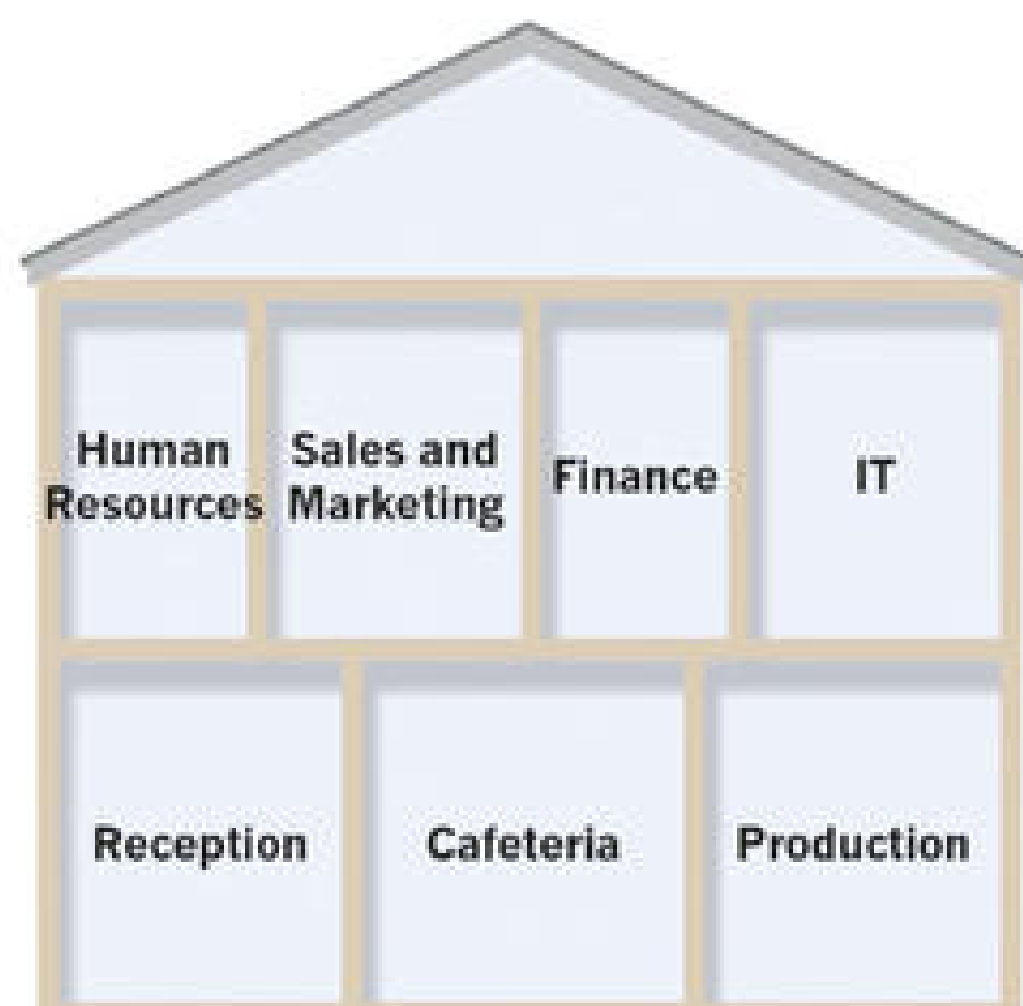 Human
Resources
Sales and
Marketing
Finance
IT
Reception
Cafeteria
Production